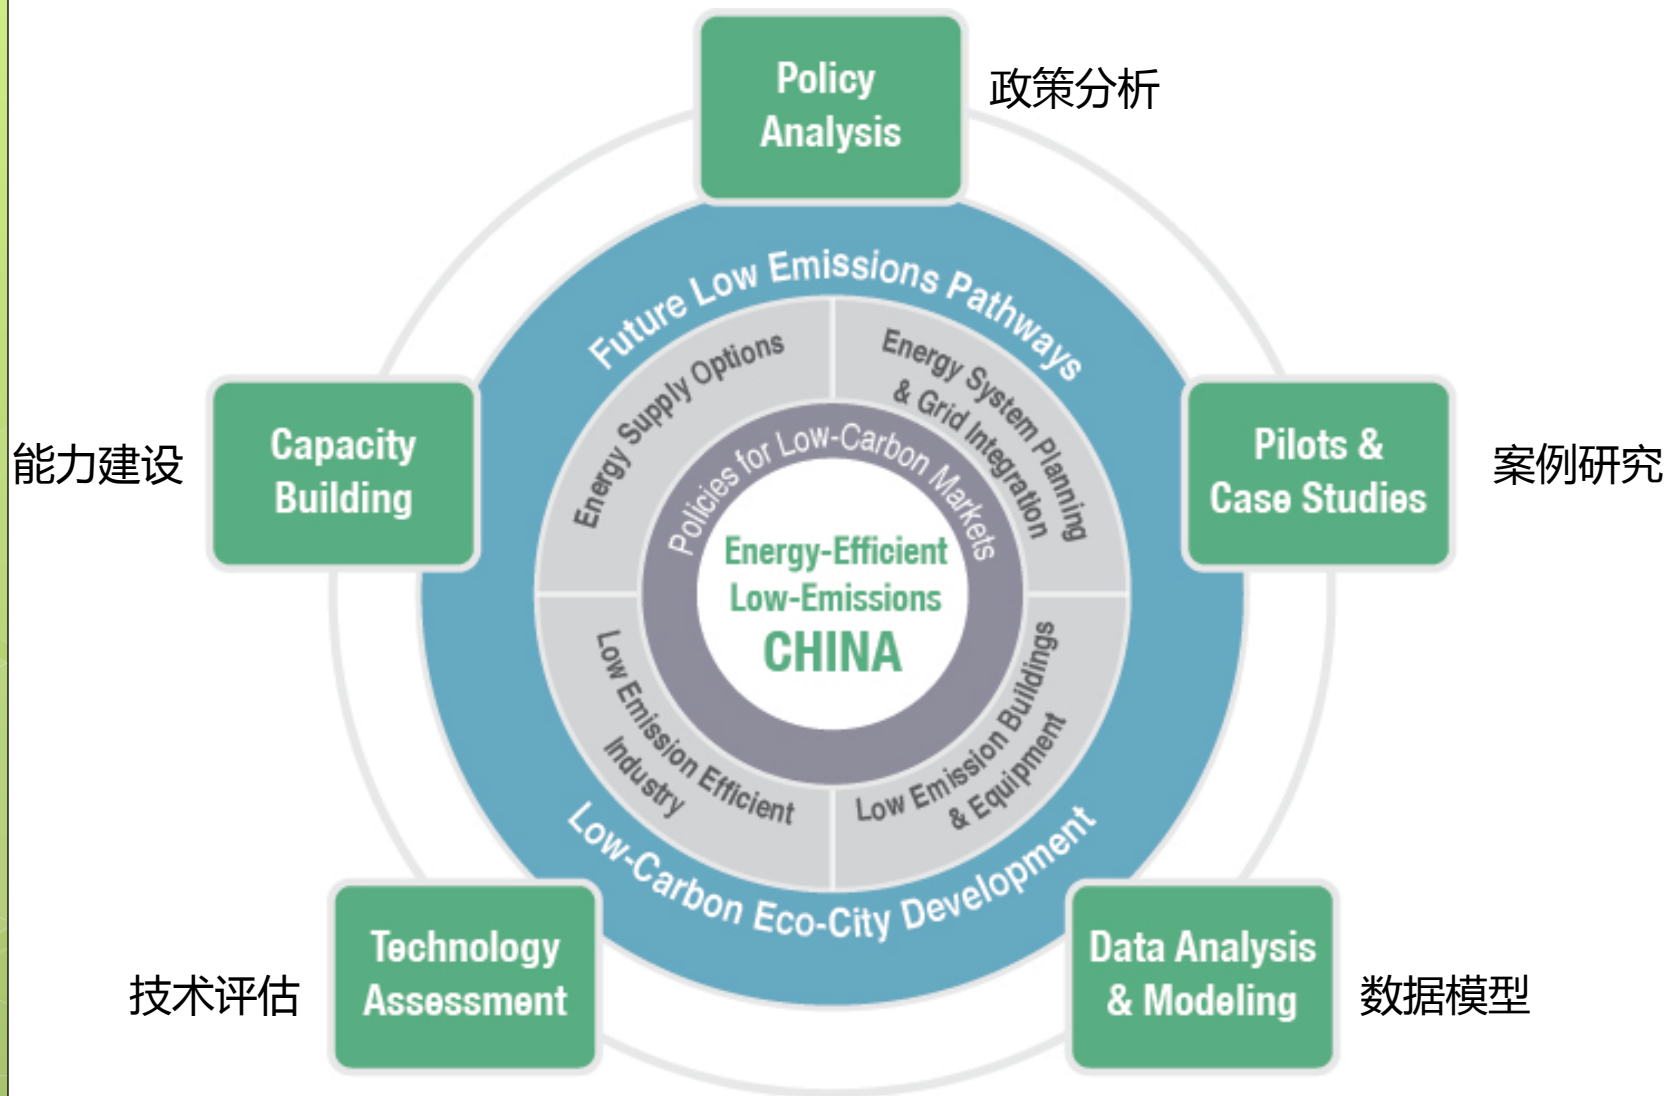 Policy
Analysis
政策分析
Future Low Emissions Pathways
Energy Supply Options
Energy System Planning
& Grid Integration
Policies for Low-Carbon Markets
能力建设
Capacity
Building
Pilots &
Case Studies
案例研究
Energy-Efficient
Low-Emissions
CHINA
Low Emission Efficient
Industry
Low Emission Buildings
& Equipment
Low-Carbon Eco-City Development
技术评估
Technology
Assessment
Data Analysis
& Modeling
数据模型